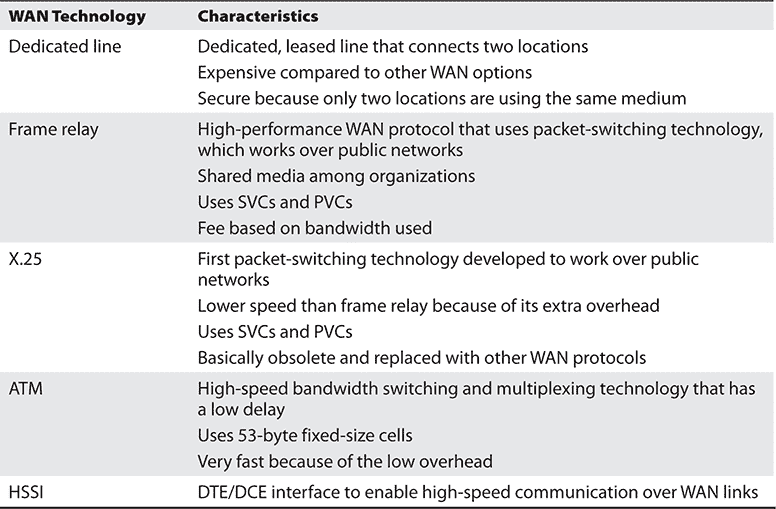 WAN Technology Characteristics
Dedicated line Dedicated, leased line that connects two locations
Expensive compared to other WAN options
Secure because only two locations are using the same medium
Frame relay High-performance WAN protocol that uses packet-switching technology,
which works over public networks
Shared media among organizations
Uses SVCs and PVCs
Fee based on bandwidth used
X.25 First packet-switching technology developed to work over public
networks
Lower speed than frame relay because of its extra overhead
Uses SVCs and PVCs
Basically obsolete and replaced with other WAN protocols
ATM High-speed bandwidth switching and multiplexing technology that has
a low delay
Uses 53-byte fixed-size cells
Very fast because of the low overhead
HSSI DTE/DCE interface to enable high-speed communication over WAN links